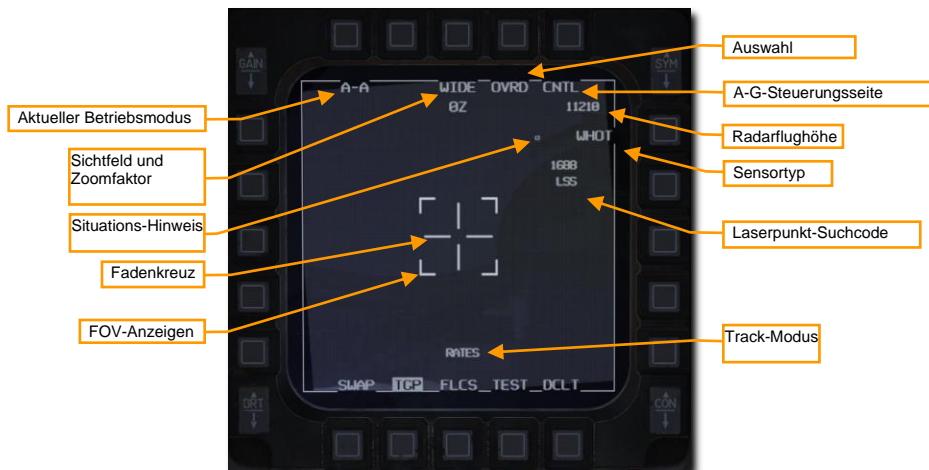 GAIN
SYM
A-A
WIDE OVRD CNTL
0Z
11210
WHOT
1688
LSS
RATES
SWAP TGP FLCS TEST DCLT
BRT
CON
Aktueller Betriebsmodus
Sichtfeld und
Zoomfaktor
Situations-Hinweis
Fadenkreuz
FOV-Anzeigen
Auswahl
A-G-Steuerungsseite
Radarflughöhe
Sensortyp
Laserpunkt-Suchcode
Track-Modus